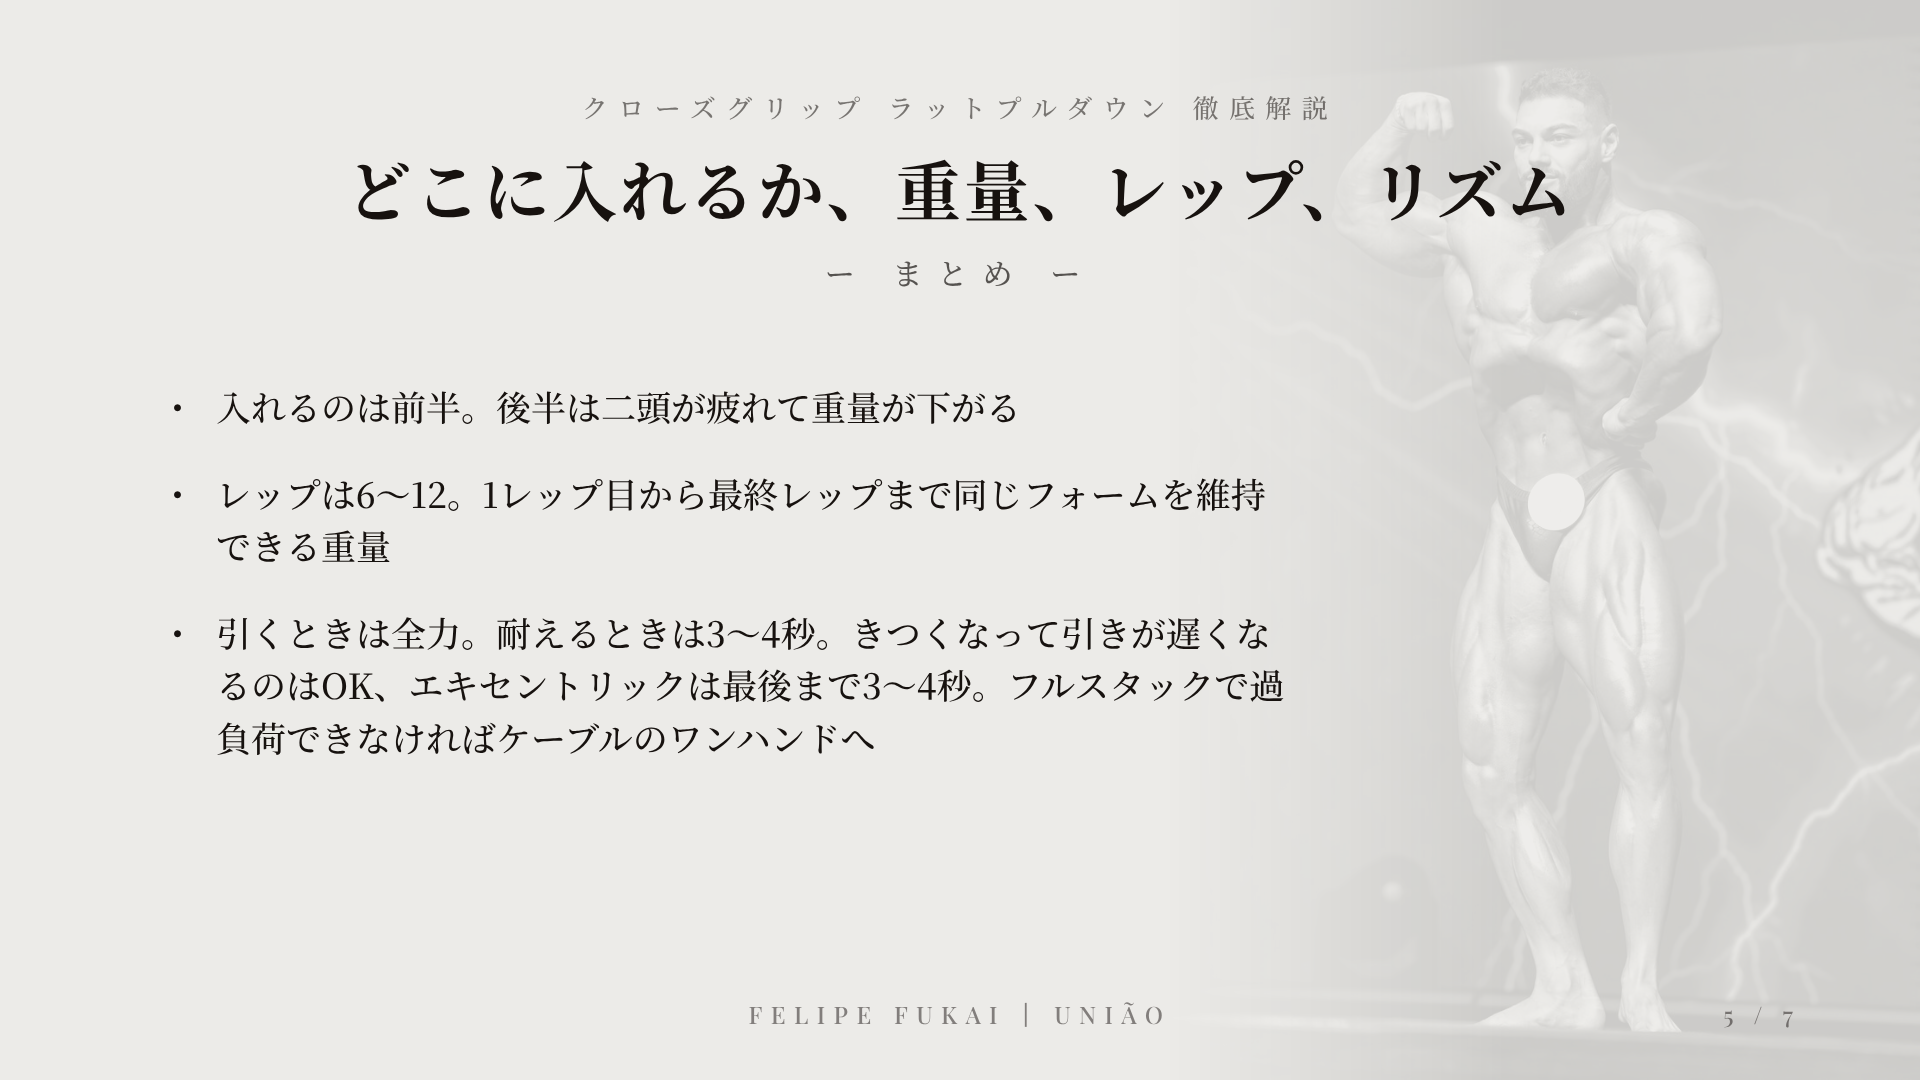 クローズグリップ ラットプルダウン 徹底解説
どこに入れるか、重量、レップ、リズム
ー まとめ ー
・ 入れるのは前半。後半は二頭が疲れて重量が下がる
・ レップは6〜12。1レップ目から最終レップまで同じフォームを維持
できる重量
・ 引くときは全力。耐えるときは3〜4秒。きつくなって引きが遅くな
るのはOK、エキセントリックは最後まで3〜4秒。フルスタックで過
負荷できなければケーブルのワンハンドへ
FELIPE FUKAI | UNIÃO
5 / 7